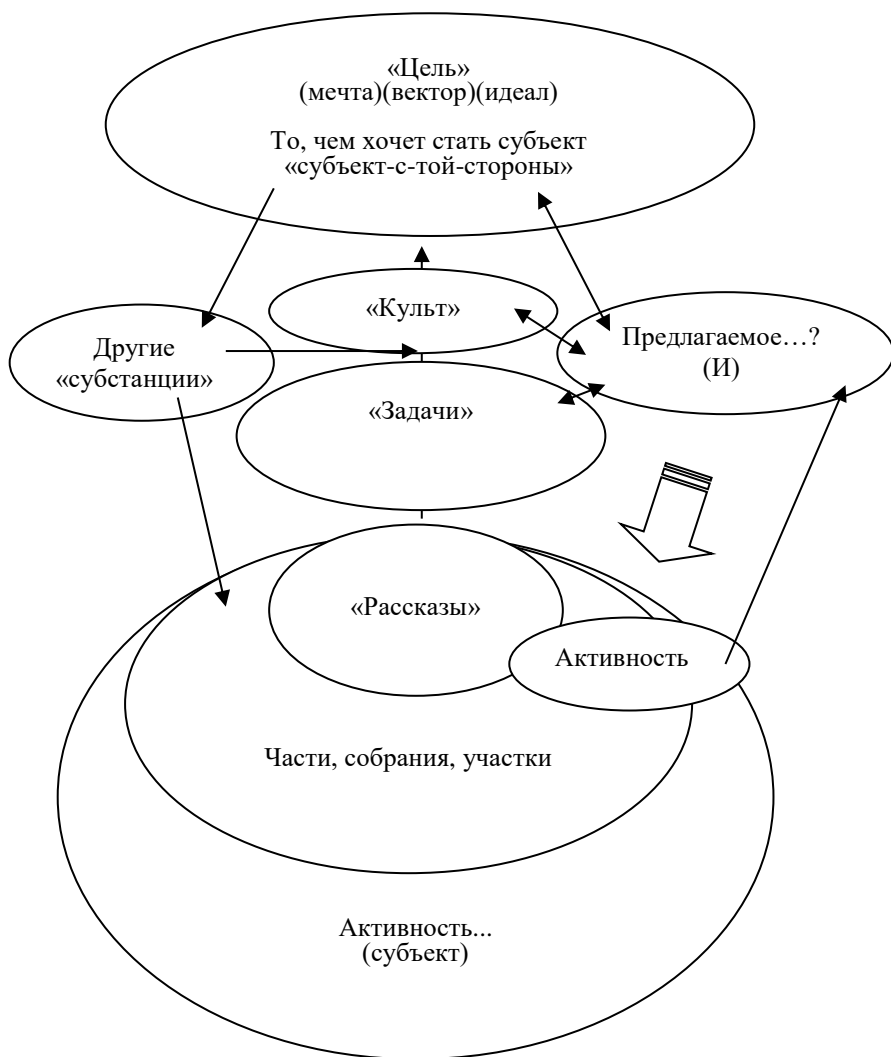 «Цель»
(мечта)(вектор)(идеал)
То, чем хочет стать субъект
«субъект-с-той-стороны»
«Культ»
Другие
«субстанции»
Предлагаемое…?
(И)
«Задачи»
«Рассказы»
Активность
Части, собрания, участки
Активность...
(субъект)